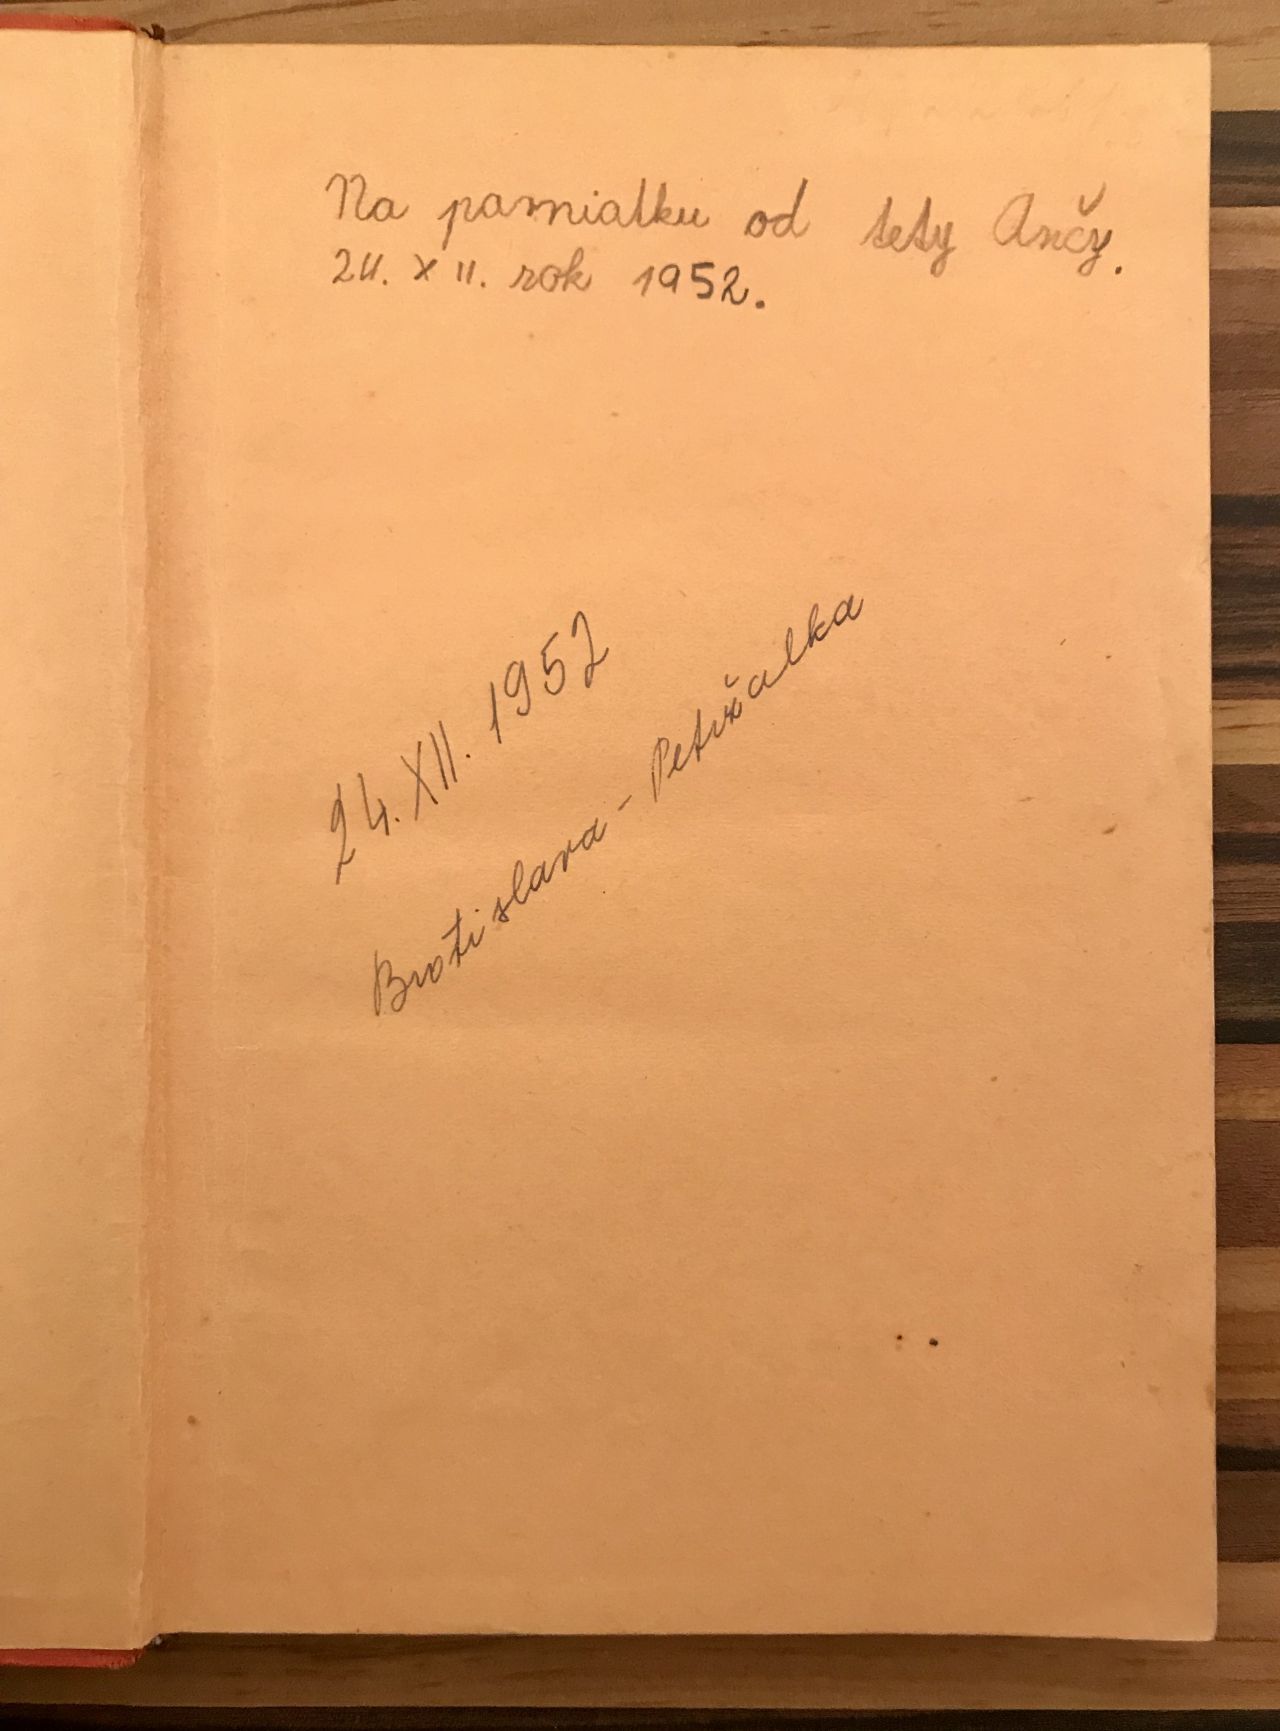 Na pamiatku od tety Ančy.
24. XII. rok 1952.
24. XII. 1952
Bratislava - Petržalka